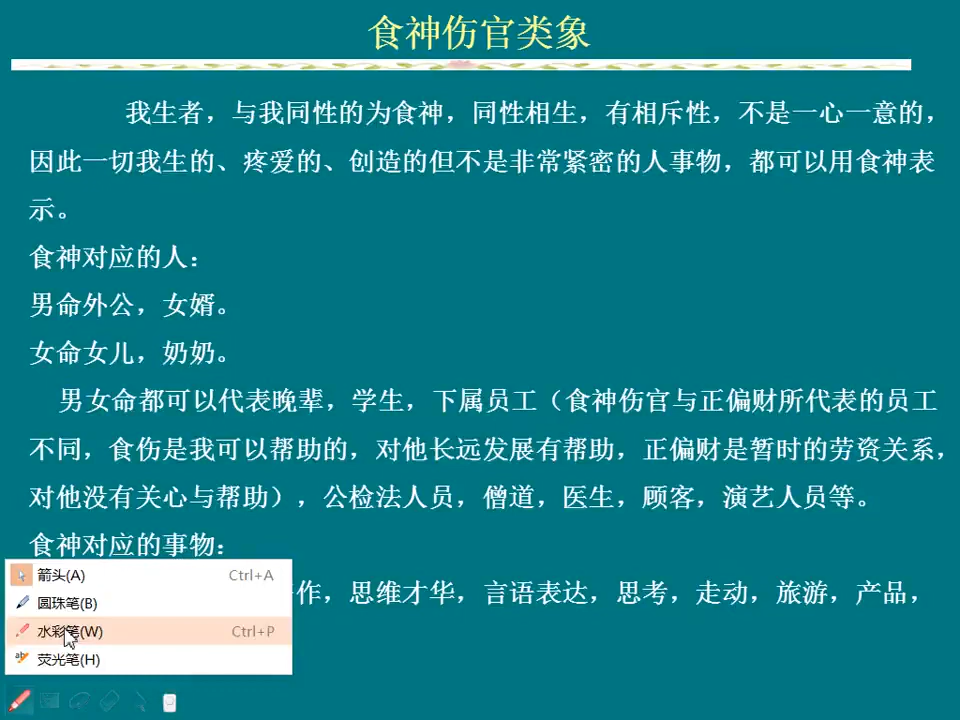 食神伤官类象
我生者，与我同性的为食神，同性相生，有相斥性，不是一心一意的，
因此一切我生的、疼爱的、创造的但不是非常紧密的人事物，都可以用食神表
示。
食神对应的人：
男命外公，女婿。
女命女儿，奶奶。
男女命都可以代表晚辈，学生，下属员工（食神伤官与正偏财所代表的员工
不同，食伤是我可以帮助的，对他长远发展有帮助，正偏财是暂时的劳资关系，
对他没有关心与帮助），公检法人员，僧道，医生，顾客，演艺人员等。
食神对应的事物：
作，思维才华，言语表达，思考，走动，旅游，产品，
箭头(A) Ctrl+A
圆珠笔(B)
水彩笔(W) Ctrl+P
荧光笔(H)